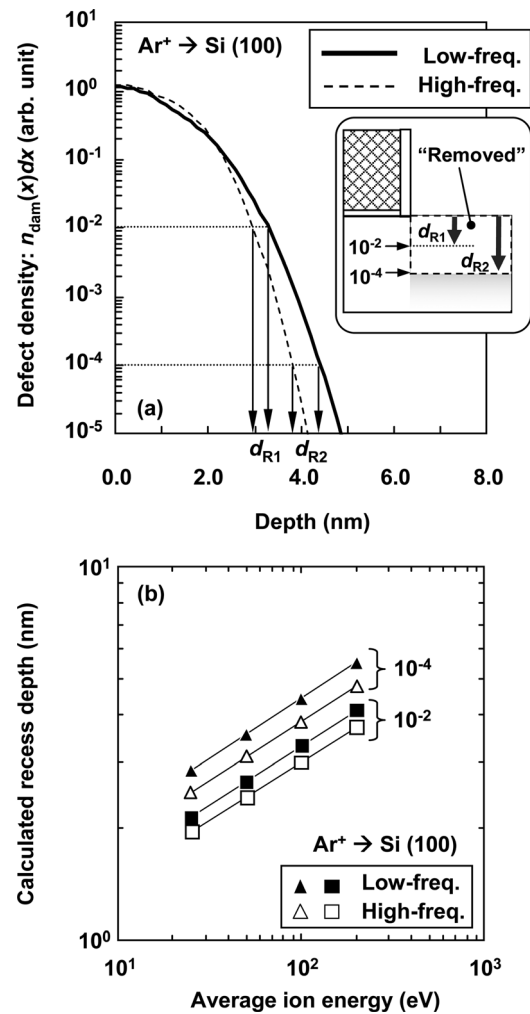 Ar⁺ → Si (100)
Low-freq.
High-freq.
10¹
10⁰
10⁻¹
10⁻²
10⁻³
10⁻⁴
10⁻⁵
Defect density: n_dam(x)dx (arb. unit)
"Removed"
d_R1
10⁻²
d_R2
10⁻⁴
(a)
d_R1 d_R2
0.0 2.0 4.0 6.0 8.0
Depth (nm)
10¹
(b)
10⁻⁴
10⁻²
Calculated recess depth (nm)
Ar⁺ → Si (100)
Low-freq.
High-freq.
10⁰
10¹ 10² 10³
Average ion energy (eV)